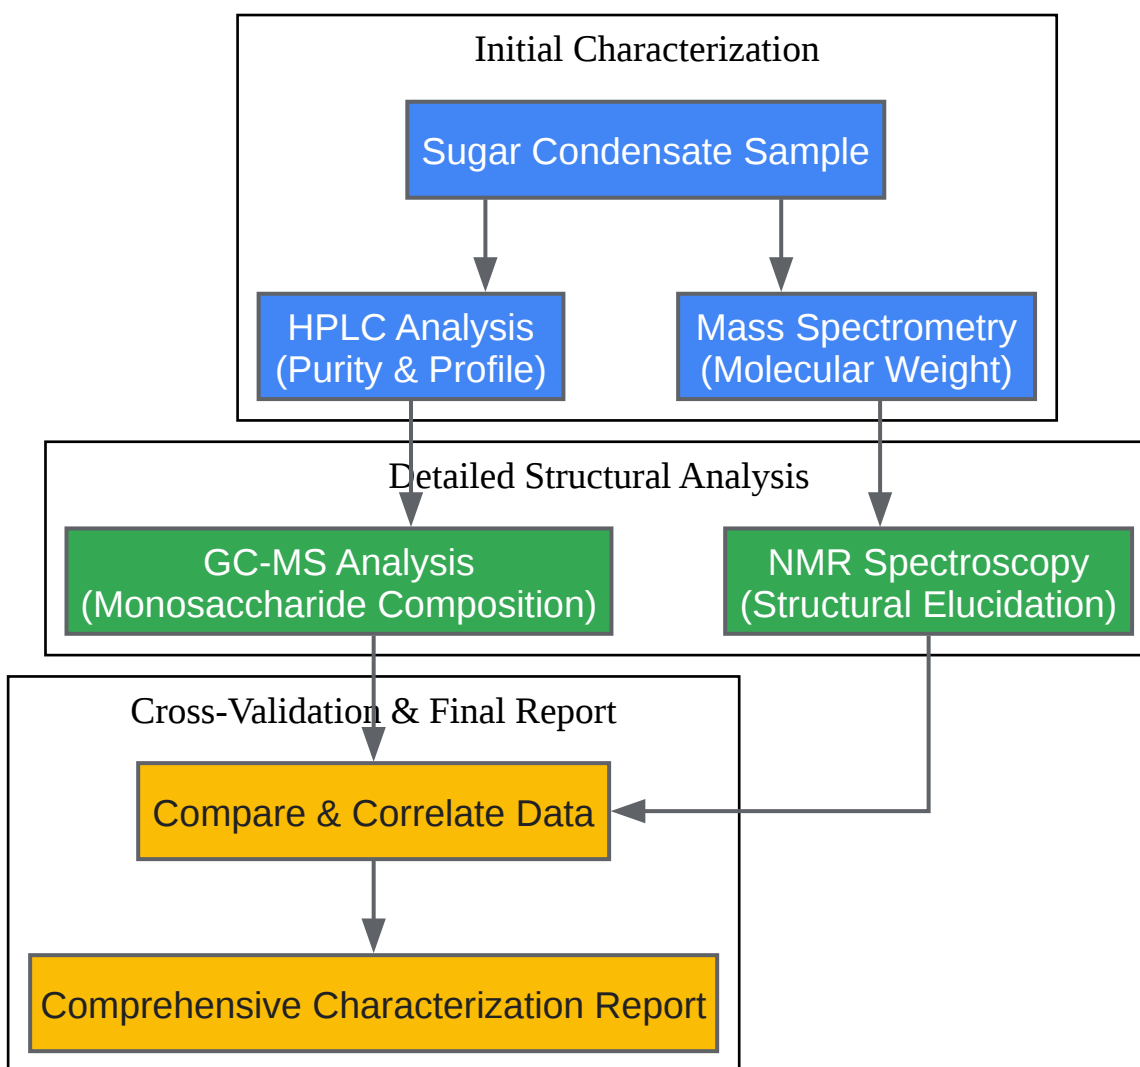 Initial Characterization
Sugar Condensate Sample
HPLC Analysis
(Purity & Profile)
Mass Spectrometry
(Molecular Weight)
Detailed Structural Analysis
GC-MS Analysis
(Monosaccharide Composition)
NMR Spectroscopy
(Structural Elucidation)
Cross-Validation & Final Report
Compare & Correlate Data
Comprehensive Characterization Report